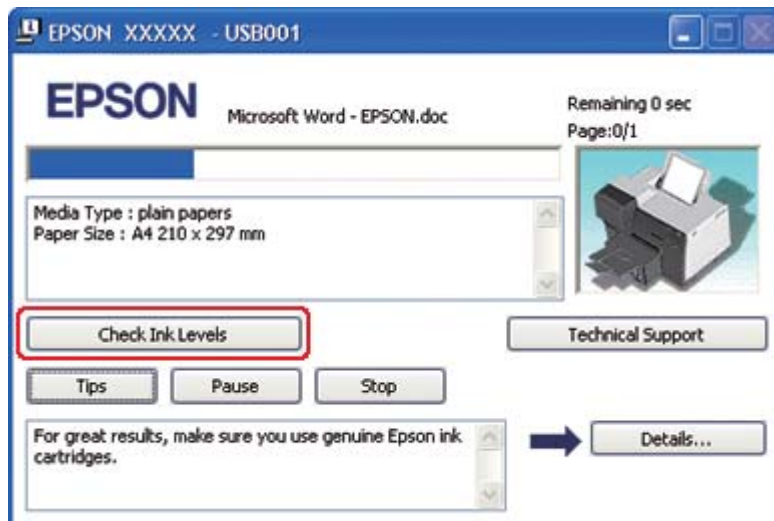 EPSON XXXXX - USB001
EPSON
Microsoft Word - EPSON.doc
Remaining 0 sec
Page:0/1
Media Type : plain papers
Paper Size : A4 210 x 297 mm
Check Ink Levels
Technical Support
Tips
Pause
Stop
For great results, make sure you use genuine Epson ink
cartridges.
Details...